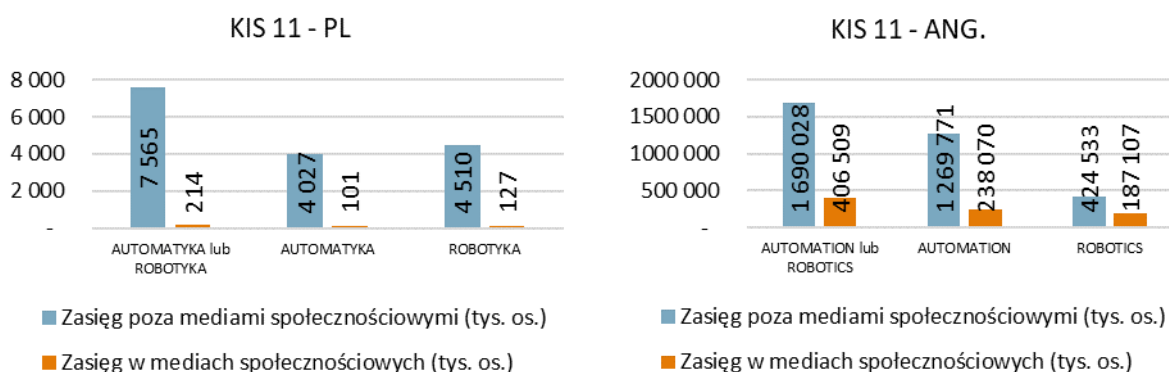 KIS 11 - PL
8 000
6 000
4 000
2 000
-
7 565
214
4 027
101
4 510
127
AUTOMATYKA lub
ROBOTYKA
AUTOMATYKA
ROBOTYKA
Zasięg poza mediami społecznościowymi (tys. os.)
Zasięg w mediach społecznościowych (tys. os.)
KIS 11 - ANG.
2000 000
1500 000
1000 000
500 000
-
1 690 028
406 509
1 269 771
238 070
424 533
187 107
AUTOMATION lub
ROBOTICS
AUTOMATION
ROBOTICS
Zasięg poza mediami społecznościowymi (tys. os.)
Zasięg w mediach społecznościowych (tys. os.)